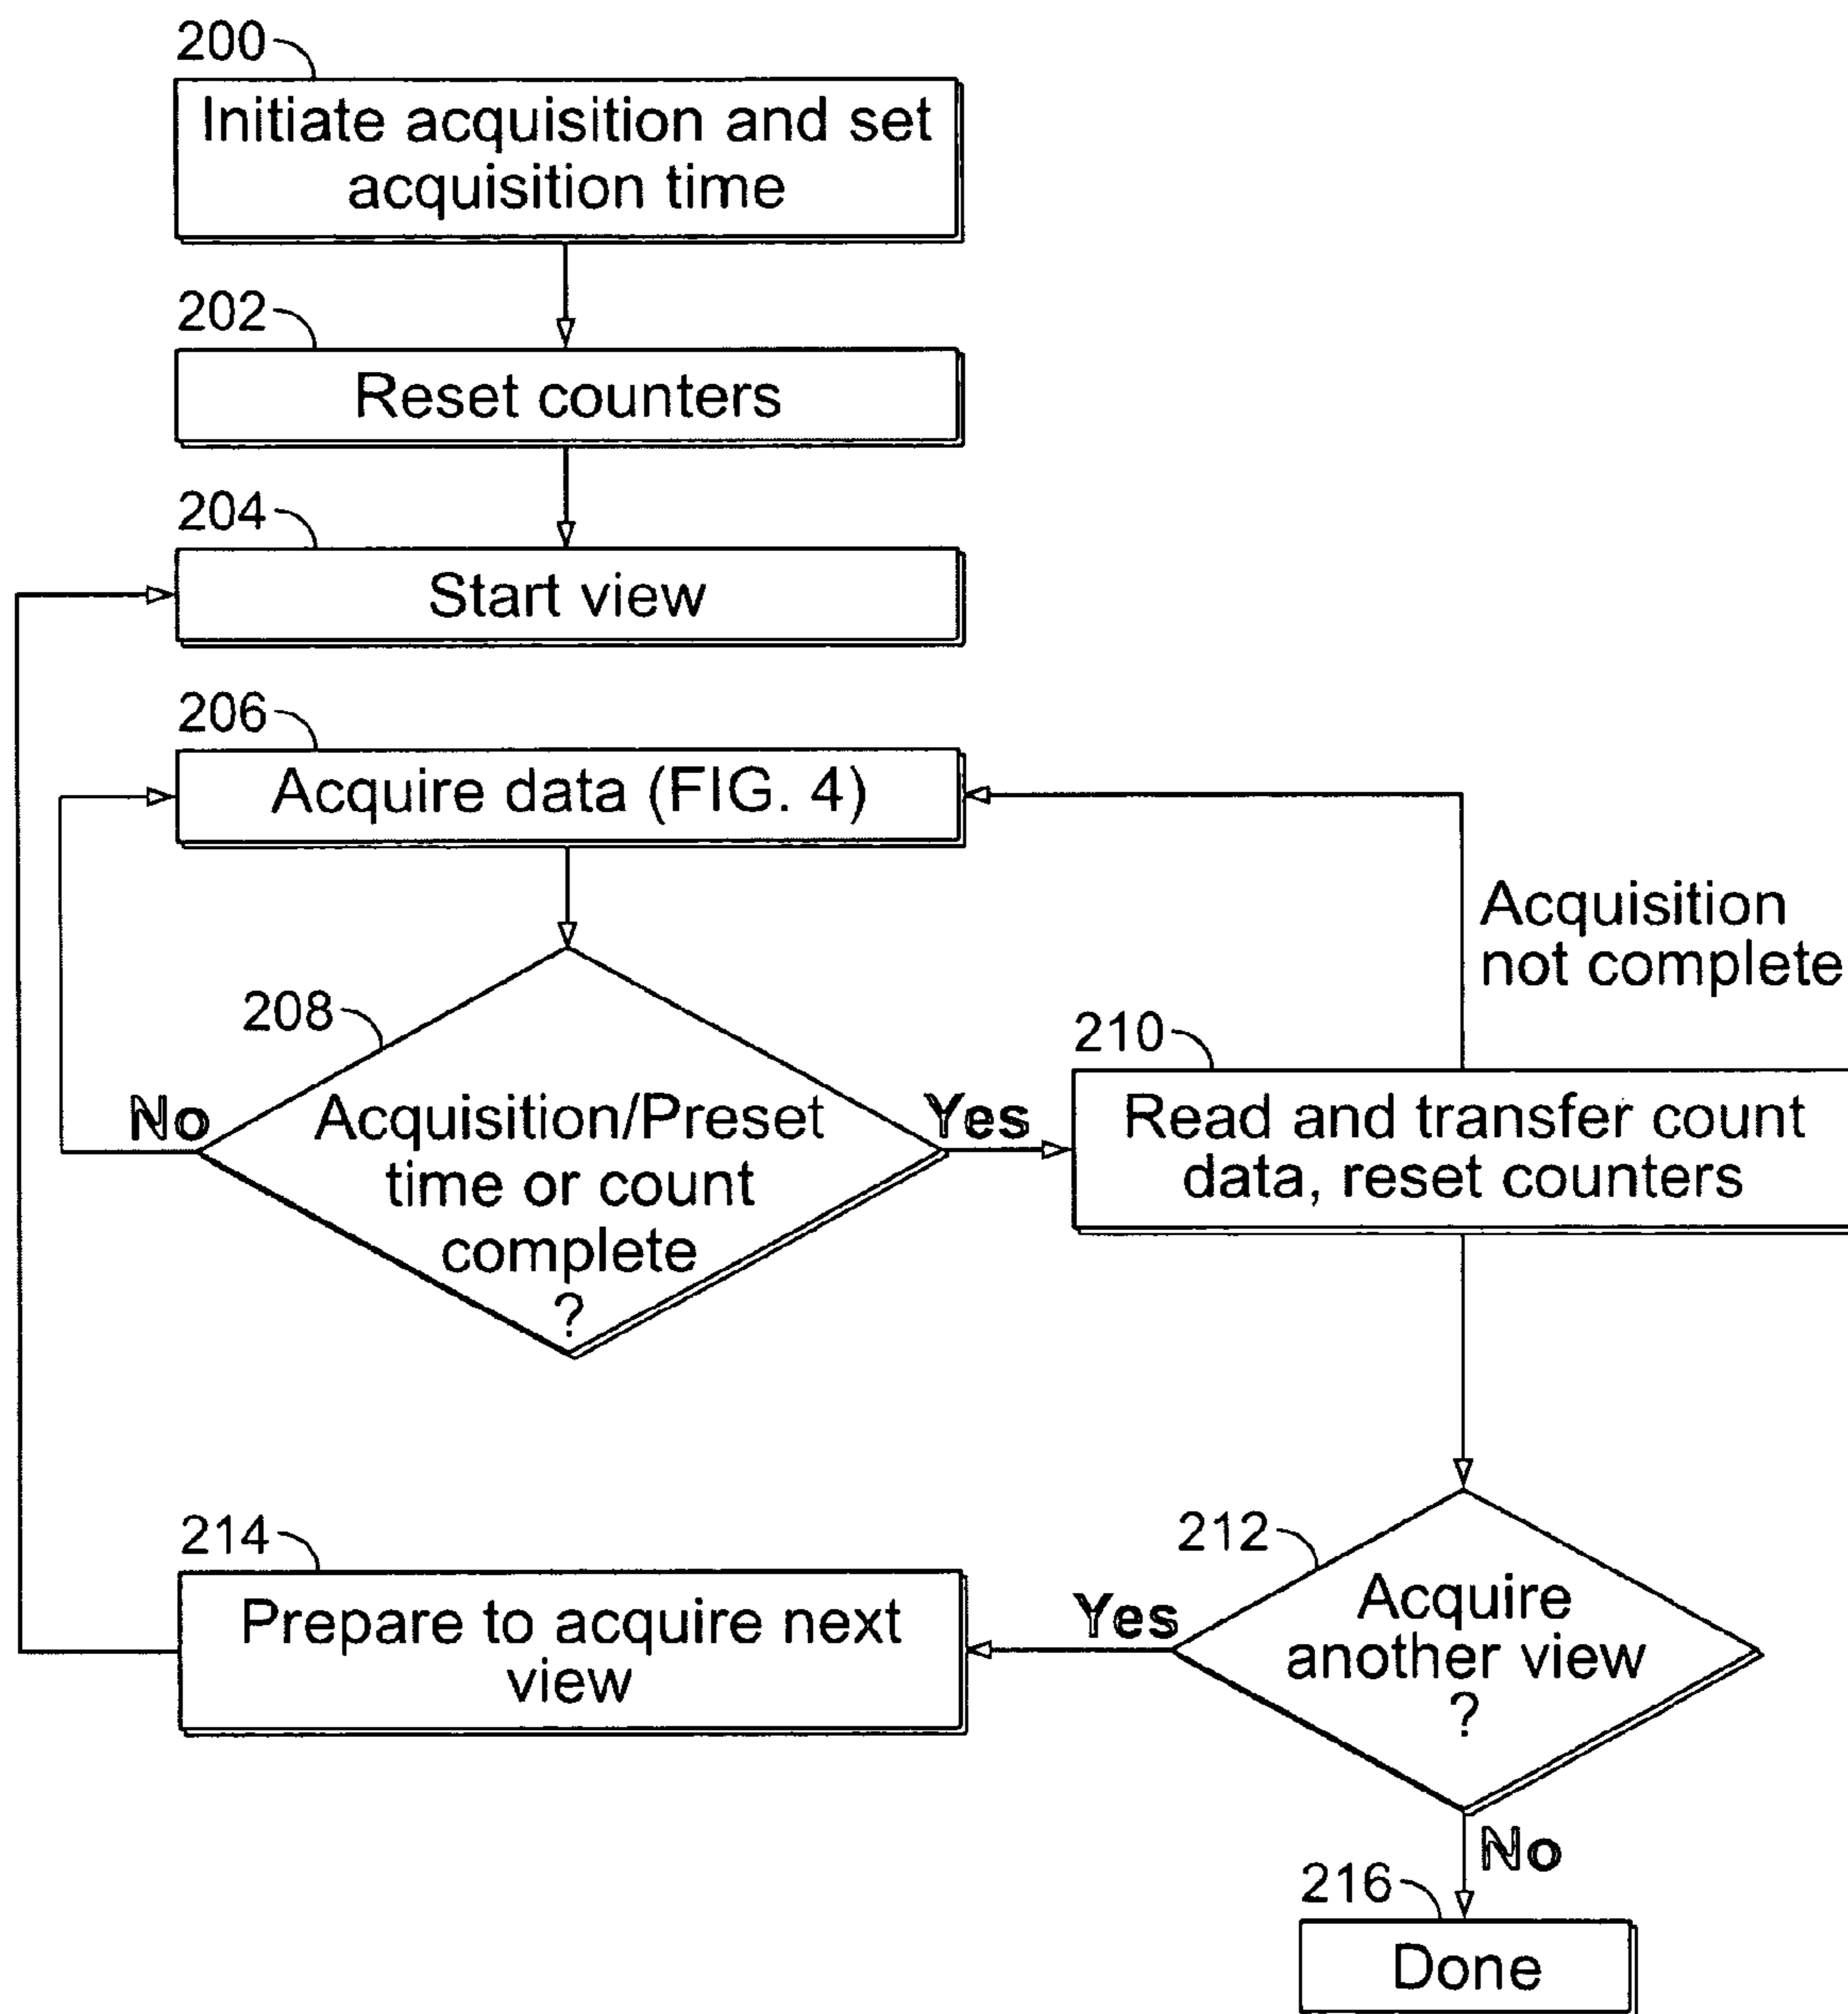 200
Initiate acquisition and set
acquisition time
202
Reset counters
204
Start view
206
Acquire data (FIG. 4)
Acquisition
not complete
208
No
Acquisition/Preset
time or count
complete
?
Yes
210
Read and transfer count
data, reset counters
212
Acquire
another view
?
Yes
214
Prepare to acquire next
view
No
216
Done